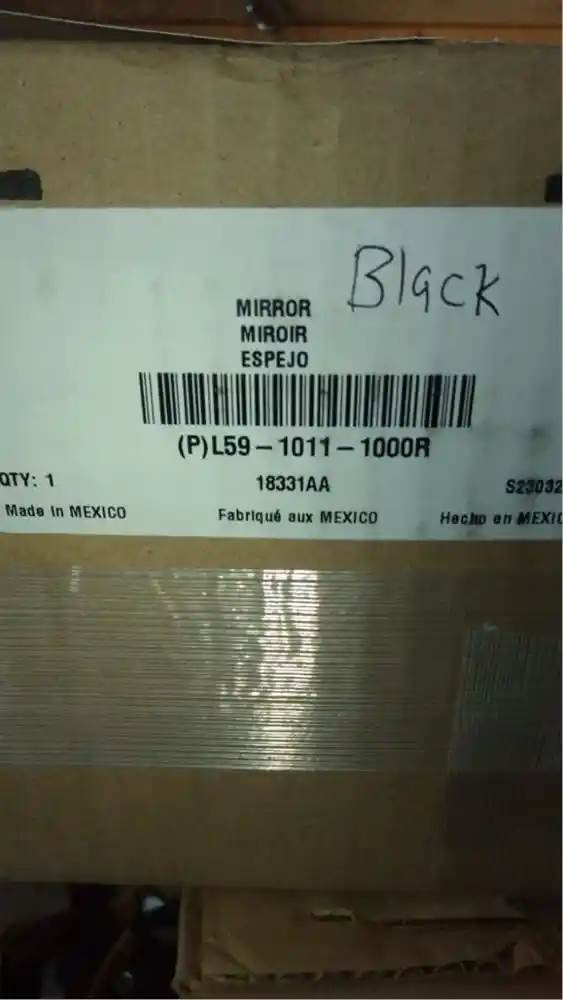 Black
MIRROR
MIROIR
ESPEJO
(P)L59-1011-1000R
QTY: 1 18331AA S23032
Made in MEXICO Fabriqué aux MEXICO Hecho en MEXIC